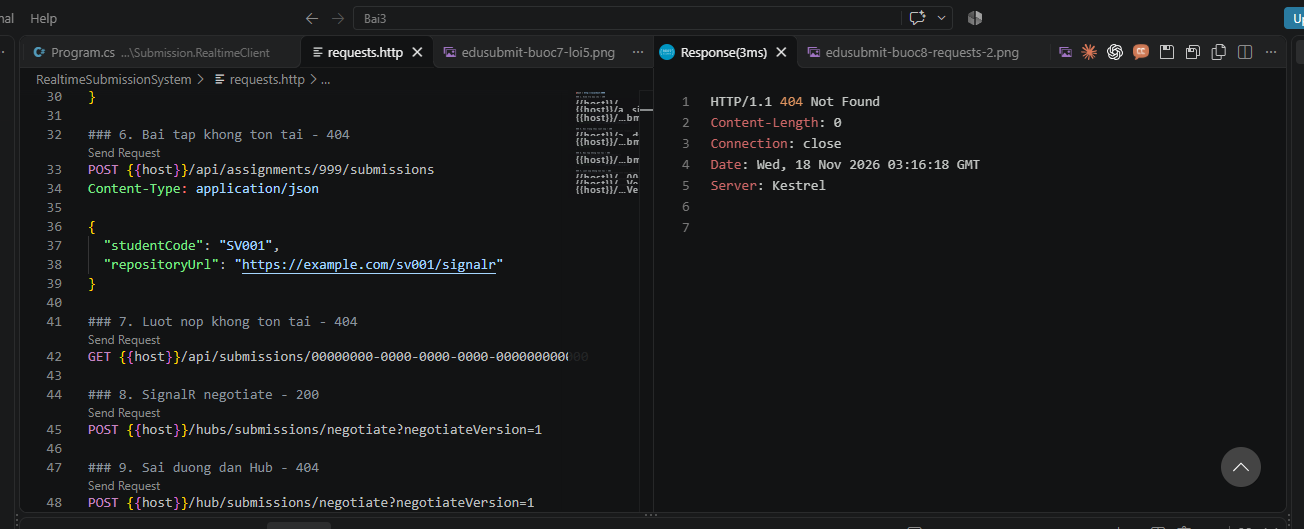 nal Help Bai3 Up
Program.cs ...\Submission.RealtimeClient requests.http edusubmit-buoc7-loi5.png ... Response(3ms) edusubmit-buoc8-requests-2.png ...
RealtimeSubmissionSystem > requests.http > ...
30 }
31
32 ### 6. Bai tap khong ton tai - 404
Send Request
33 POST {{host}}/api/assignments/999/submissions
34 Content-Type: application/json
35
36 {
37 "studentCode": "SV001",
38 "repositoryUrl": "https://example.com/sv001/signalr"
39 }
40
41 ### 7. Luot nop khong ton tai - 404
Send Request
42 GET {{host}}/api/submissions/00000000-0000-0000-0000-000000000000
43
44 ### 8. SignalR negotiate - 200
Send Request
45 POST {{host}}/hubs/submissions/negotiate?negotiateVersion=1
46
47 ### 9. Sai duong dan Hub - 404
Send Request
48 POST {{host}}/hub/submissions/negotiate?negotiateVersion=1
1 HTTP/1.1 404 Not Found
2 Content-Length: 0
3 Connection: close
4 Date: Wed, 18 Nov 2026 03:16:18 GMT
5 Server: Kestrel
6
7